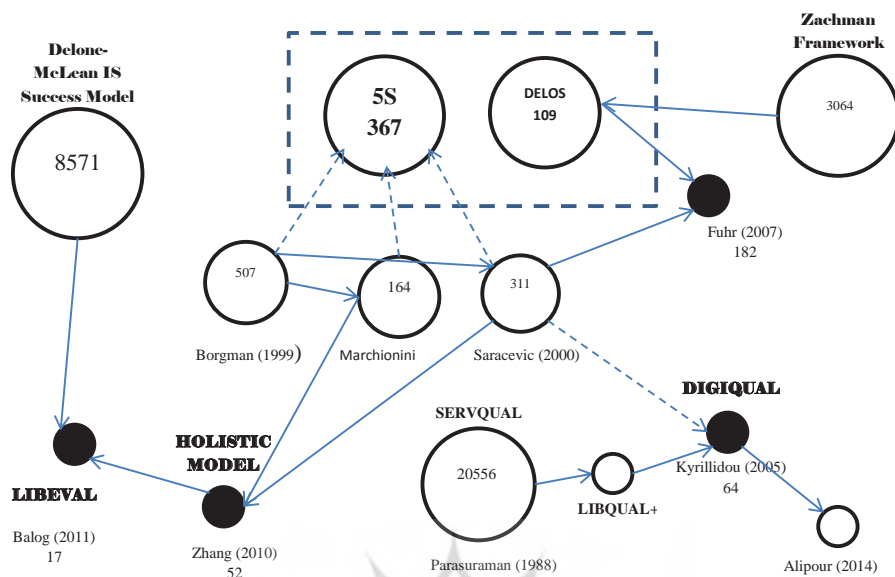 Delone-
McLean IS
Success Model
8571
5S
367
DELOS
109
Zachman
Framework
3064
Fuhr (2007)
182
507
Borgman (1999)
164
Marchionini
311
Saracevic (2000)
LIBEVAL
Balog (2011)
17
HOLISTIC
MODEL
Zhang (2010)
52
SERVQUAL
20556
Parasuraman (1988)
LIBQUAL+
DIGIQUAL
Kyrillidou (2005)
64
Alipour (2014)